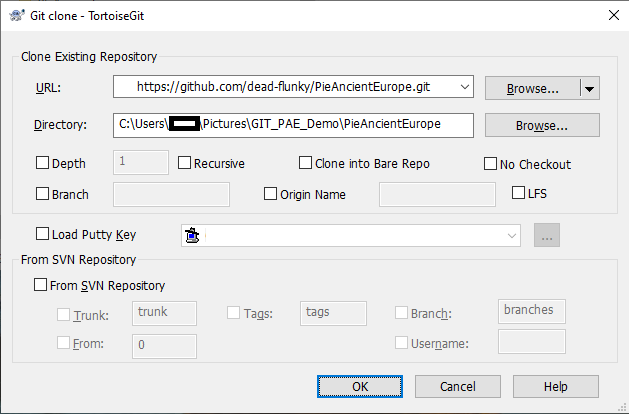 Git clone - TortoiseGit
Clone Existing Repository
URL: https://github.com/dead-flunky/PieAncientEurope.git Browse...
Directory: C:\Users\ \Pictures\GIT_PAE_Demo\PieAncientEurope Browse...
Depth 1 Recursive Clone into Bare Repo No Checkout
Branch Origin Name LFS
Load Putty Key ...
From SVN Repository
From SVN Repository
Trunk: trunk Tags: tags Branch: branches
From: 0 Username:
OK Cancel Help